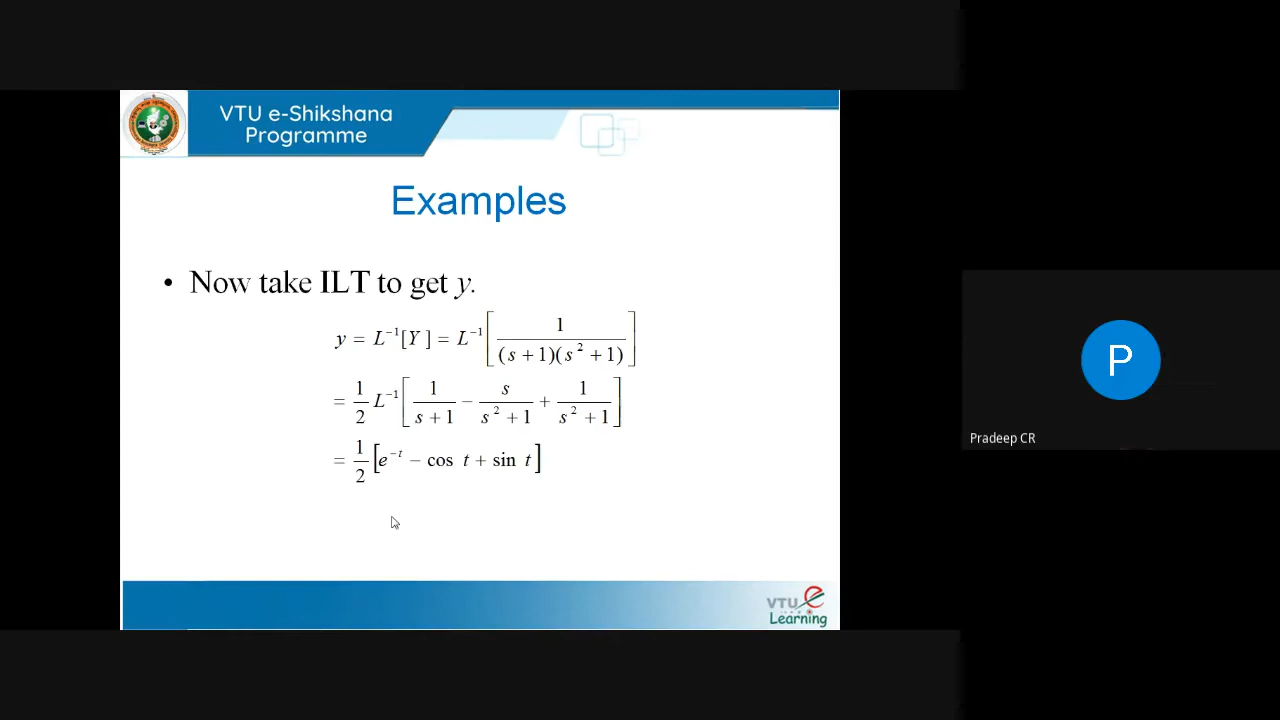 VTU e-Shikshana
Programme
Examples
• Now take ILT to get y.
y = L⁻¹[Y] = L⁻¹[1/((s+1)(s²+1))]
= 1/2 L⁻¹[1/(s+1) − s/(s²+1) + 1/(s²+1)]
= 1/2 [e⁻ᵗ − cos t + sin t]
P
Pradeep CR
VTU e
Learning